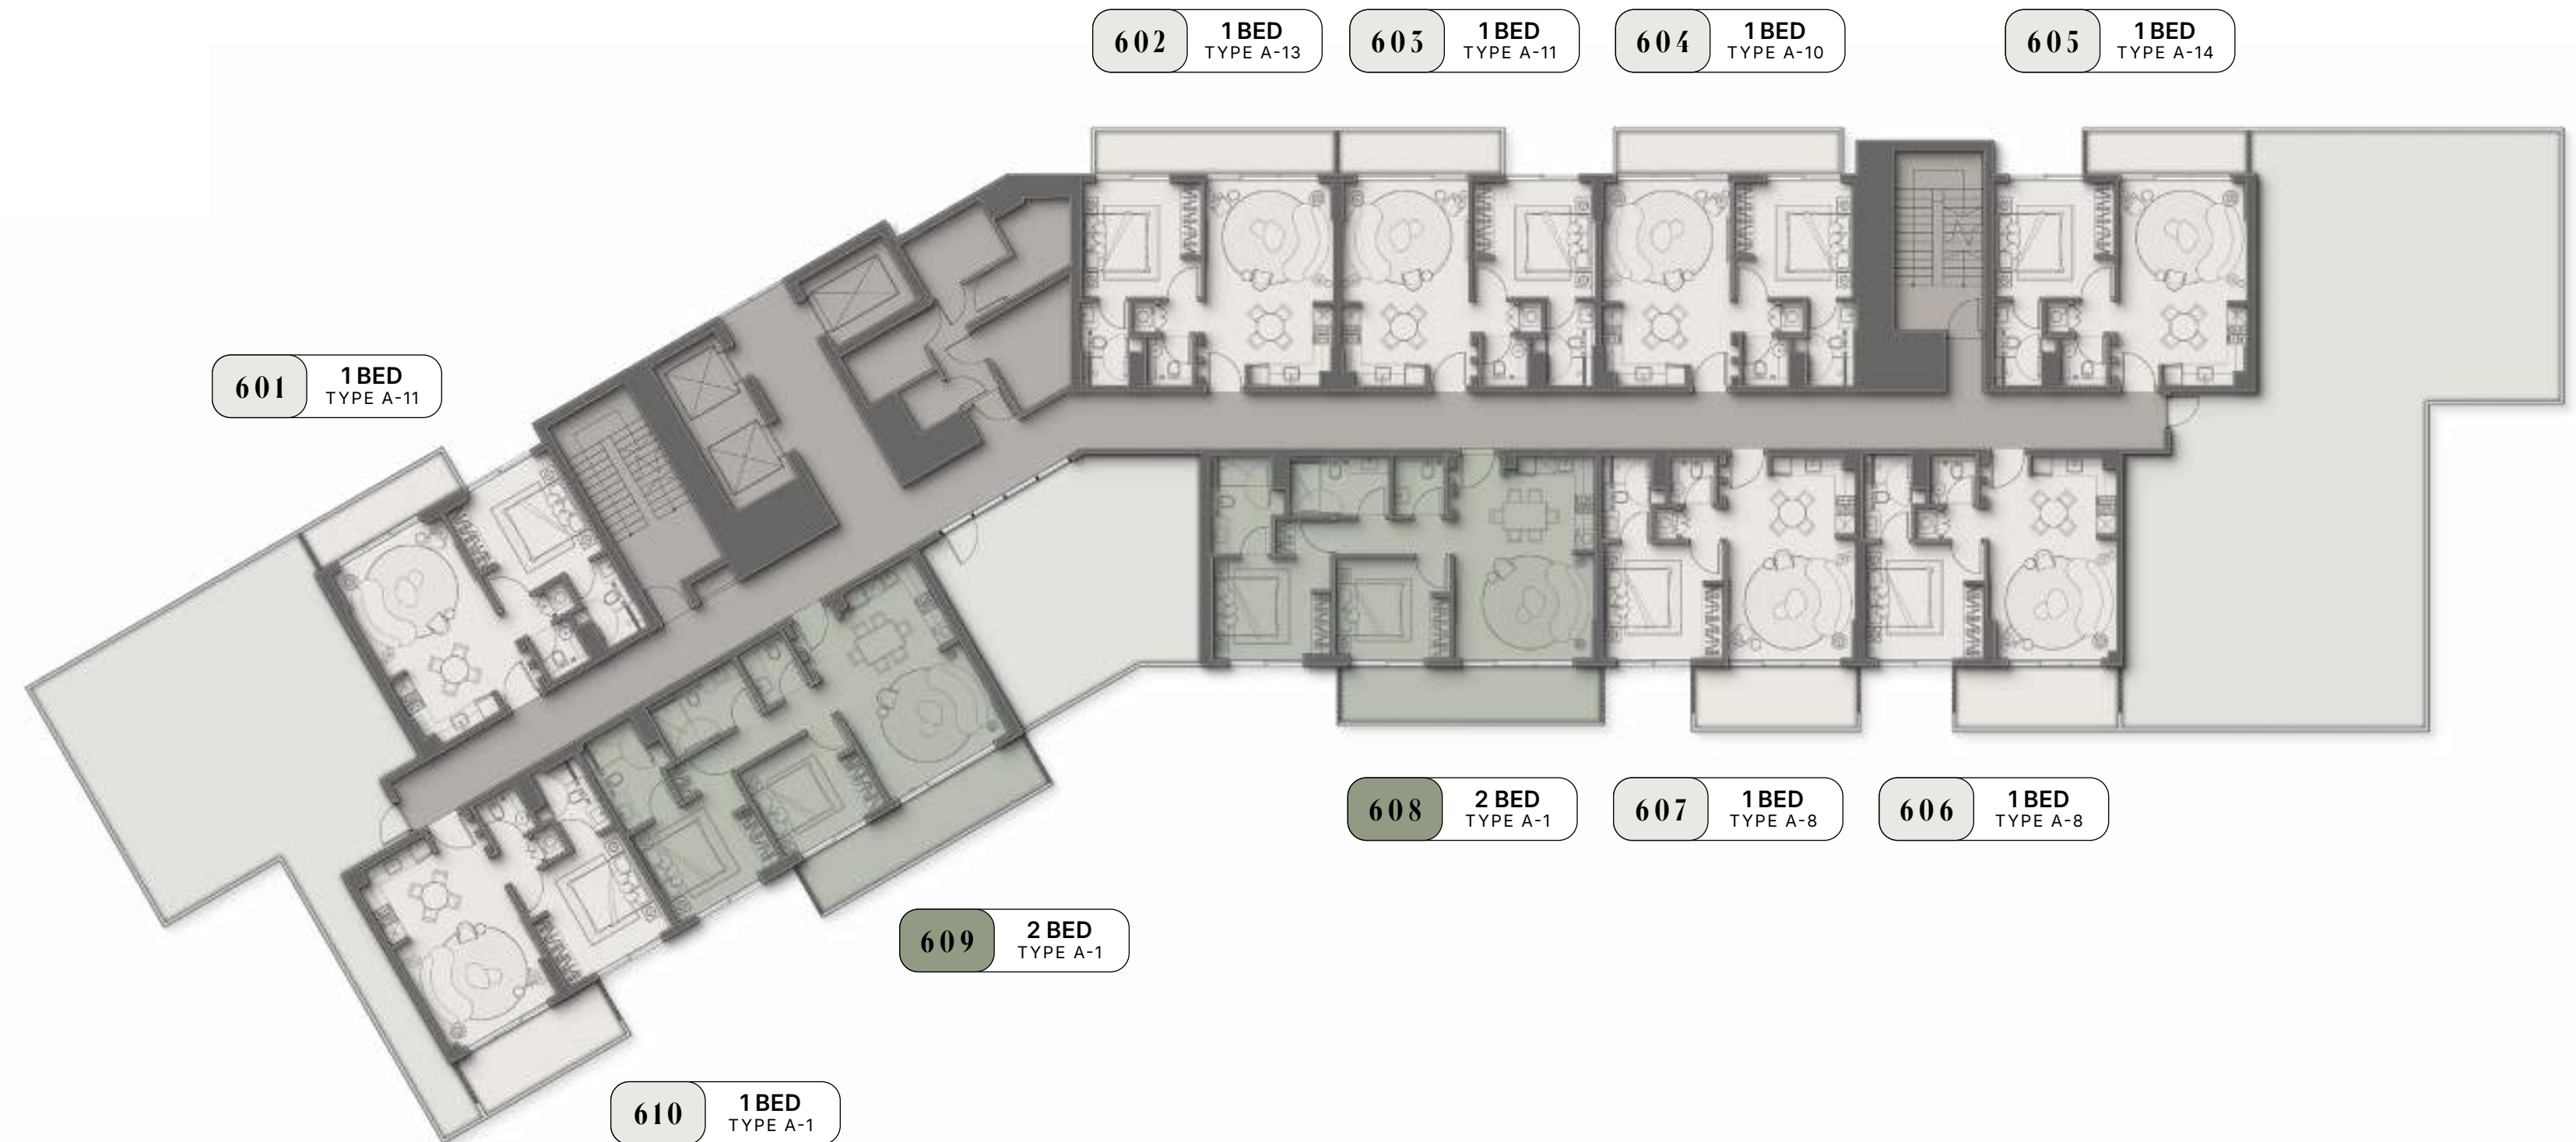 602
1 BED
TYPE A-13
603
1 BED
TYPE A-11
604
1 BED
TYPE A-10
605
1 BED
TYPE A-14
601
1 BED
TYPE A-11
608
2 BED
TYPE A-1
607
1 BED
TYPE A-8
606
1 BED
TYPE A-8
609
2 BED
TYPE A-1
610
1 BED
TYPE A-1